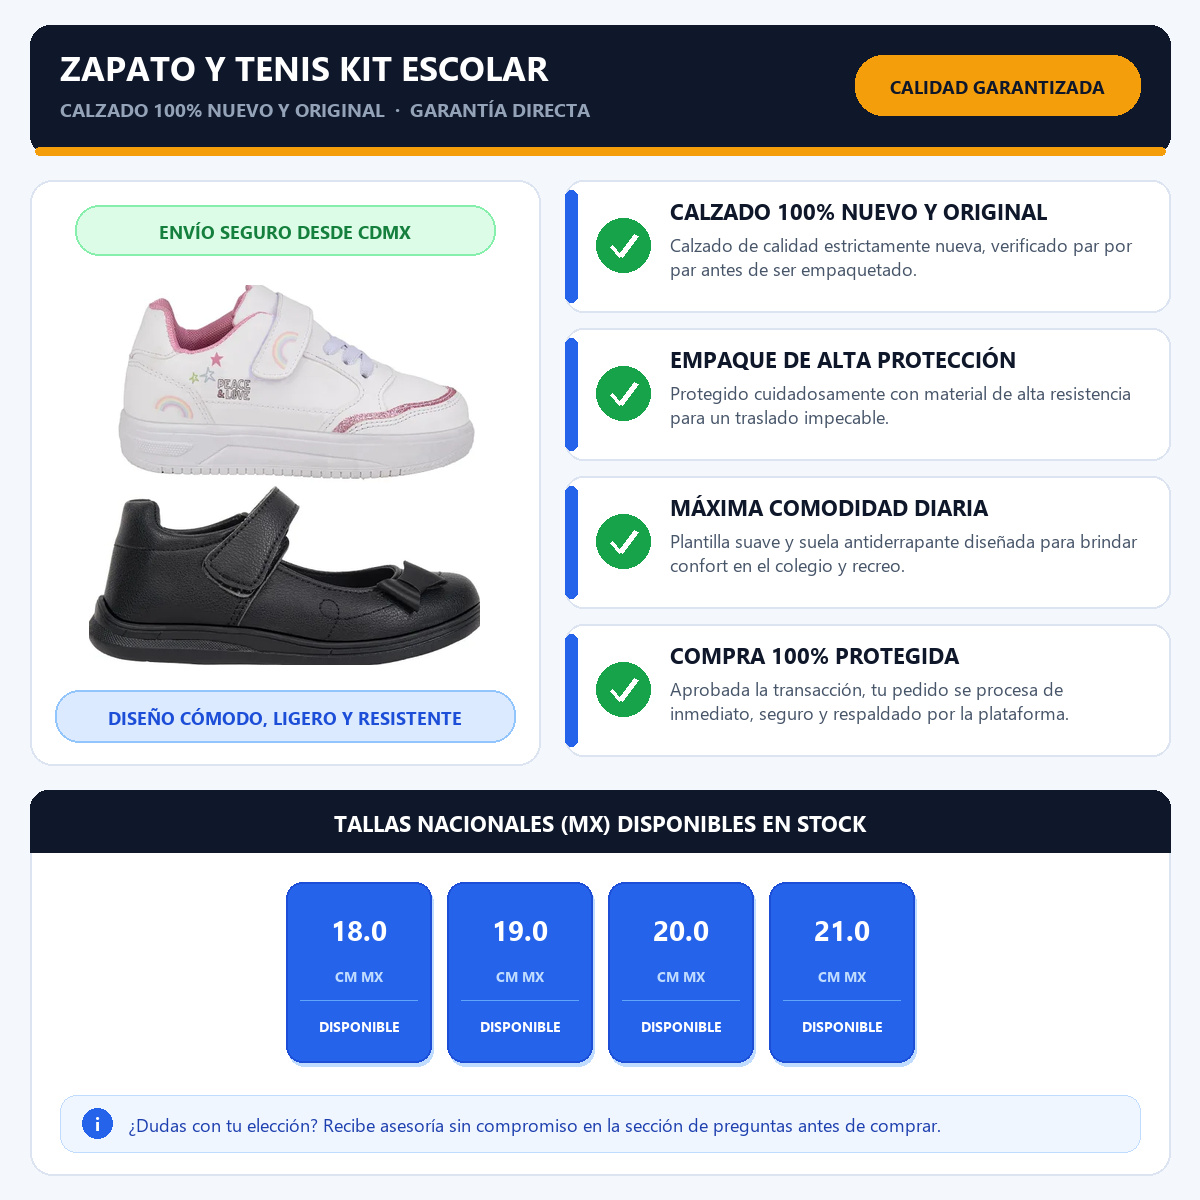 ZAPATO Y TENIS KIT ESCOLAR
CALZADO 100% NUEVO Y ORIGINAL · GARANTÍA DIRECTA
CALIDAD GARANTIZADA
ENVÍO SEGURO DESDE CDMX
PEACE
&LOVE
DISEÑO CÓMODO, LIGERO Y RESISTENTE
CALZADO 100% NUEVO Y ORIGINAL
Calzado de calidad estrictamente nueva, verificado par por
par antes de ser empaquetado.
EMPAQUE DE ALTA PROTECCIÓN
Protegido cuidadosamente con material de alta resistencia
para un traslado impecable.
MÁXIMA COMODIDAD DIARIA
Plantilla suave y suela antiderrapante diseñada para brindar
confort en el colegio y recreo.
COMPRA 100% PROTEGIDA
Aprobada la transacción, tu pedido se procesa de
inmediato, seguro y respaldado por la plataforma.
TALLAS NACIONALES (MX) DISPONIBLES EN STOCK
18.0
CM MX
DISPONIBLE
19.0
CM MX
DISPONIBLE
20.0
CM MX
DISPONIBLE
21.0
CM MX
DISPONIBLE
i
¿Dudas con tu elección? Recibe asesoría sin compromiso en la sección de preguntas antes de comprar.